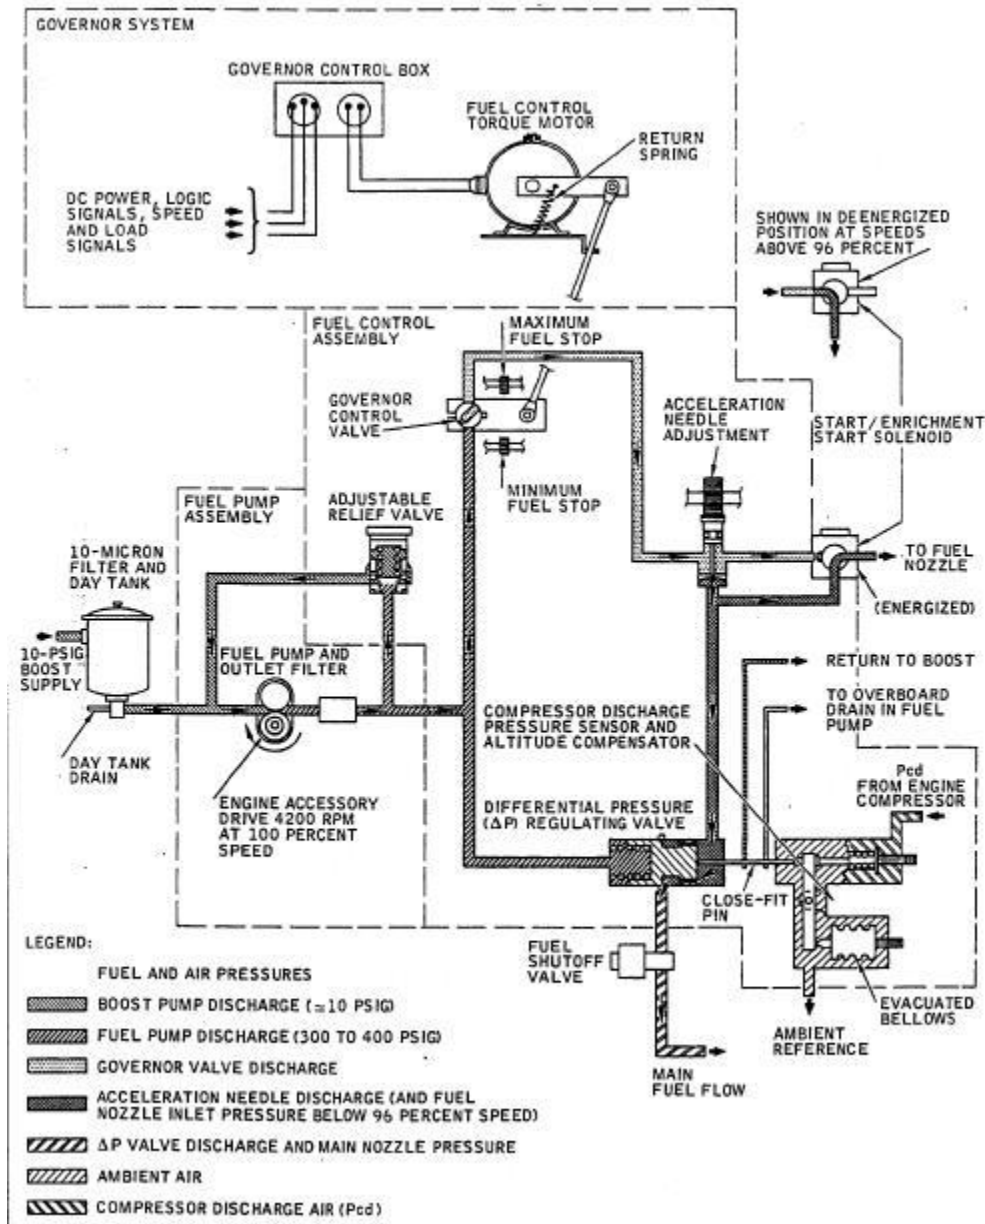 GOVERNOR SYSTEM
GOVERNOR CONTROL BOX
FUEL CONTROL
TORQUE MOTOR
RETURN
SPRING
DC POWER, LOGIC
SIGNALS, SPEED
AND LOAD
SIGNALS
SHOWN IN DEENERGIZED
POSITION AT SPEEDS
ABOVE 96 PERCENT
FUEL CONTROL
ASSEMBLY
MAXIMUM
FUEL STOP
GOVERNOR
CONTROL
VALVE
ACCELERATION
NEEDLE
ADJUSTMENT
START/ENRICHMENT
START SOLENOID
MINIMUM
FUEL STOP
FUEL PUMP
ASSEMBLY
ADJUSTABLE
RELIEF VALVE
10-MICRON
FILTER AND
DAY TANK
TO FUEL
NOZZLE
(ENERGIZED)
10-PSIG
BOOST
SUPPLY
FUEL PUMP AND
OUTLET FILTER
RETURN TO BOOST
TO OVERBOARD
DRAIN IN FUEL
PUMP
COMPRESSOR DISCHARGE
PRESSURE SENSOR AND
ALTITUDE COMPENSATOR
DAY TANK
DRAIN
Pcd
FROM ENGINE
COMPRESSOR
ENGINE ACCESSORY
DRIVE 4200 RPM
AT 100 PERCENT
SPEED
DIFFERENTIAL PRESSURE
(ΔP) REGULATING VALVE
CLOSE-FIT
PIN
FUEL
SHUTOFF
VALVE
EVACUATED
BELLOWS
AMBIENT
REFERENCE
MAIN
FUEL FLOW
LEGEND:
FUEL AND AIR PRESSURES
BOOST PUMP DISCHARGE (≃10 PSIG)
FUEL PUMP DISCHARGE (300 TO 400 PSIG)
GOVERNOR VALVE DISCHARGE
ACCELERATION NEEDLE DISCHARGE (AND FUEL
NOZZLE INLET PRESSURE BELOW 96 PERCENT SPEED)
ΔP VALVE DISCHARGE AND MAIN NOZZLE PRESSURE
AMBIENT AIR
COMPRESSOR DISCHARGE AIR (Pcd)